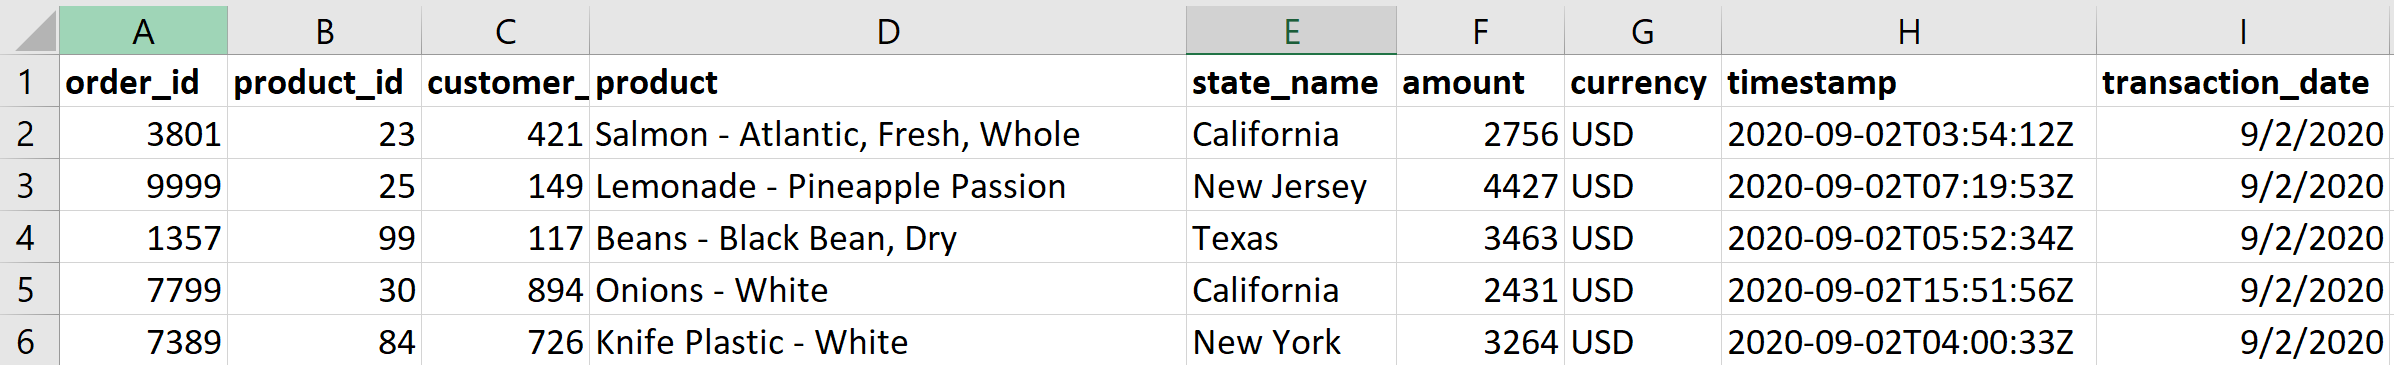 A B C D E F G H I
1 order_id product_id customer_ product state_name amount currency timestamp transaction_date
2 3801 23 421 Salmon - Atlantic, Fresh, Whole California 2756 USD 2020-09-02T03:54:12Z 9/2/2020
3 9999 25 149 Lemonade - Pineapple Passion New Jersey 4427 USD 2020-09-02T07:19:53Z 9/2/2020
4 1357 99 117 Beans - Black Bean, Dry Texas 3463 USD 2020-09-02T05:52:34Z 9/2/2020
5 7799 30 894 Onions - White California 2431 USD 2020-09-02T15:51:56Z 9/2/2020
6 7389 84 726 Knife Plastic - White New York 3264 USD 2020-09-02T04:00:33Z 9/2/2020